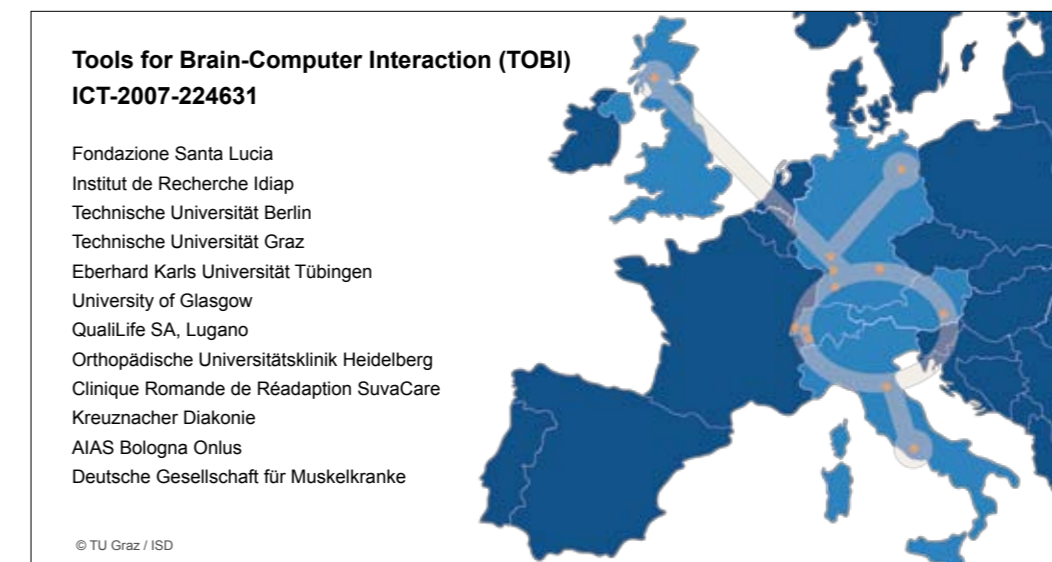 Tools for Brain-Computer Interaction (TOBI)
ICT-2007-224631
Fondazione Santa Lucia
Institut de Recherche Idiap
Technische Universität Berlin
Technische Universität Graz
Eberhard Karls Universität Tübingen
University of Glasgow
QualiLife SA, Lugano
Orthopädische Universitätsklinik Heidelberg
Clinique Romande de Réadaption SuvaCare
Kreuznacher Diakonie
AIAS Bologna Onlus
Deutsche Gesellschaft für Muskelkranke
© TU Graz / ISD